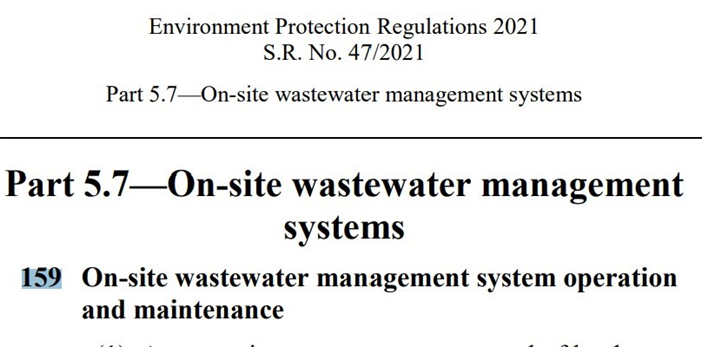 Environment Protection Regulations 2021
S.R. No. 47/2021
Part 5.7—On-site wastewater management systems
Part 5.7—On-site wastewater management
systems
159 On-site wastewater management system operation
and maintenance